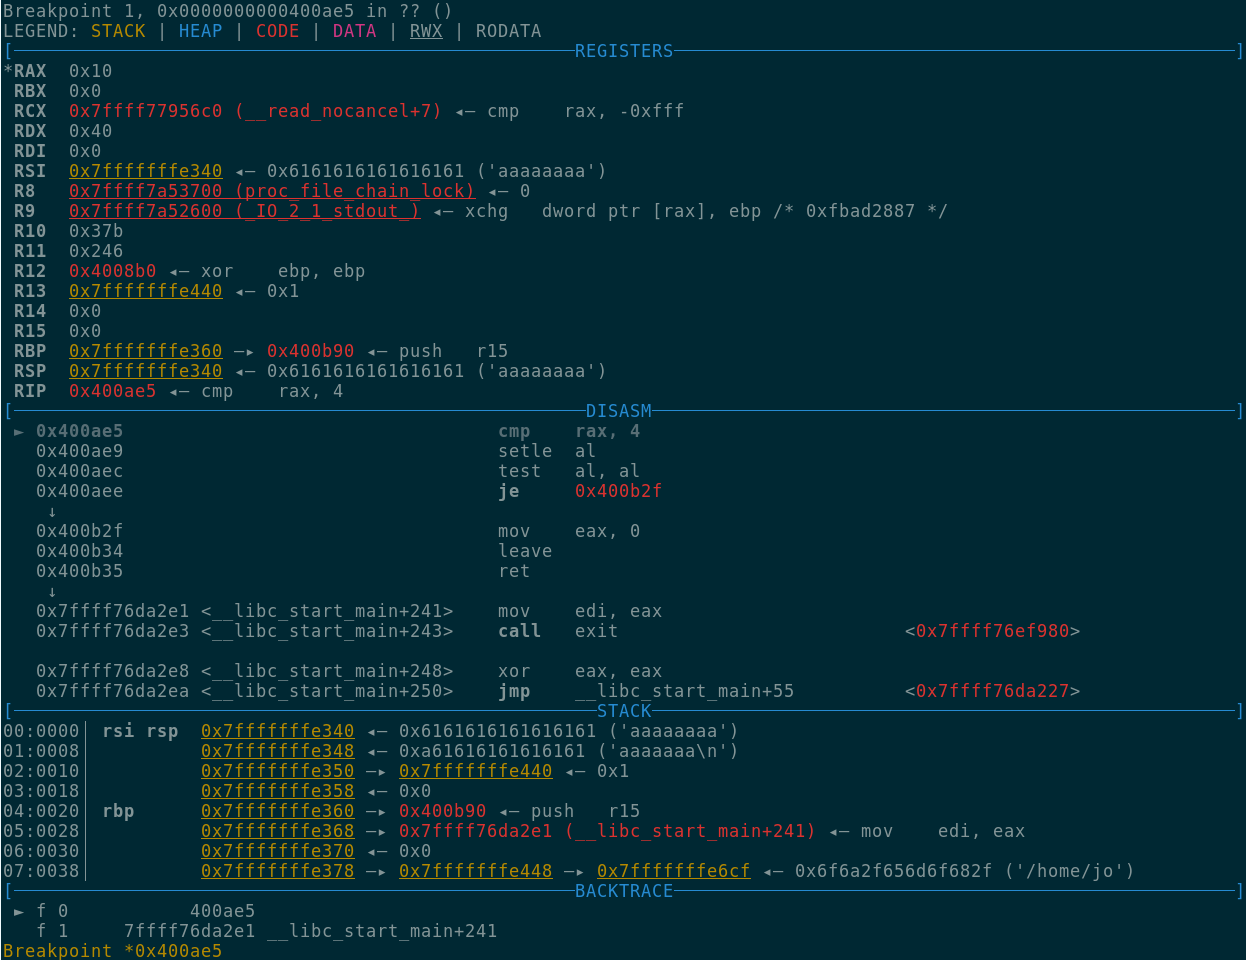 Breakpoint 1, 0x0000000000400ae5 in ?? ()
LEGEND: STACK | HEAP | CODE | DATA | RWX | RODATA
[REGISTERS]
*RAX  0x10
 RBX  0x0
 RCX  0x7ffff77956c0 (__read_nocancel+7) ◂— cmp    rax, -0xfff
 RDX  0x40
 RDI  0x0
 RSI  0x7fffffffe340 ◂— 0x6161616161616161 ('aaaaaaaa')
 R8   0x7ffff7a53700 (proc_file_chain_lock) ◂— 0
 R9   0x7ffff7a52600 (_IO_2_1_stdout_) ◂— xchg   dword ptr [rax], ebp /* 0xfbad2887 */
 R10  0x37b
 R11  0x246
 R12  0x4008b0 ◂— xor    ebp, ebp
 R13  0x7fffffffe440 ◂— 0x1
 R14  0x0
 R15  0x0
 RBP  0x7fffffffe360 —▸ 0x400b90 ◂— push   r15
 RSP  0x7fffffffe340 ◂— 0x6161616161616161 ('aaaaaaaa')
 RIP  0x400ae5 ◂— cmp    rax, 4
[DISASM]
 ► 0x400ae5                                  cmp    rax, 4
   0x400ae9                                  setle  al
   0x400aec                                  test   al, al
   0x400aee                                  je     0x400b2f
    ↓
   0x400b2f                                  mov    eax, 0
   0x400b34                                  leave
   0x400b35                                  ret
    ↓
   0x7ffff76da2e1 <__libc_start_main+241>    mov    edi, eax
   0x7ffff76da2e3 <__libc_start_main+243>    call   exit                          <0x7ffff76ef980>
   0x7ffff76da2e8 <__libc_start_main+248>    xor    eax, eax
   0x7ffff76da2ea <__libc_start_main+250>    jmp    __libc_start_main+55          <0x7ffff76da227>
[STACK]
00:0000│ rsi rsp  0x7fffffffe340 ◂— 0x6161616161616161 ('aaaaaaaa')
01:0008│          0x7fffffffe348 ◂— 0xa61616161616161 ('aaaaaaa\n')
02:0010│          0x7fffffffe350 —▸ 0x7fffffffe440 ◂— 0x1
03:0018│          0x7fffffffe358 ◂— 0x0
04:0020│ rbp      0x7fffffffe360 —▸ 0x400b90 ◂— push   r15
05:0028│          0x7fffffffe368 —▸ 0x7ffff76da2e1 (__libc_start_main+241) ◂— mov    edi, eax
06:0030│          0x7fffffffe370 ◂— 0x0
07:0038│          0x7fffffffe378 —▸ 0x7fffffffe448 —▸ 0x7fffffffe6cf ◂— 0x6f6a2f656d6f682f ('/home/jo')
[BACKTRACE]
 ► f 0           400ae5
   f 1     7ffff76da2e1 __libc_start_main+241
Breakpoint *0x400ae5